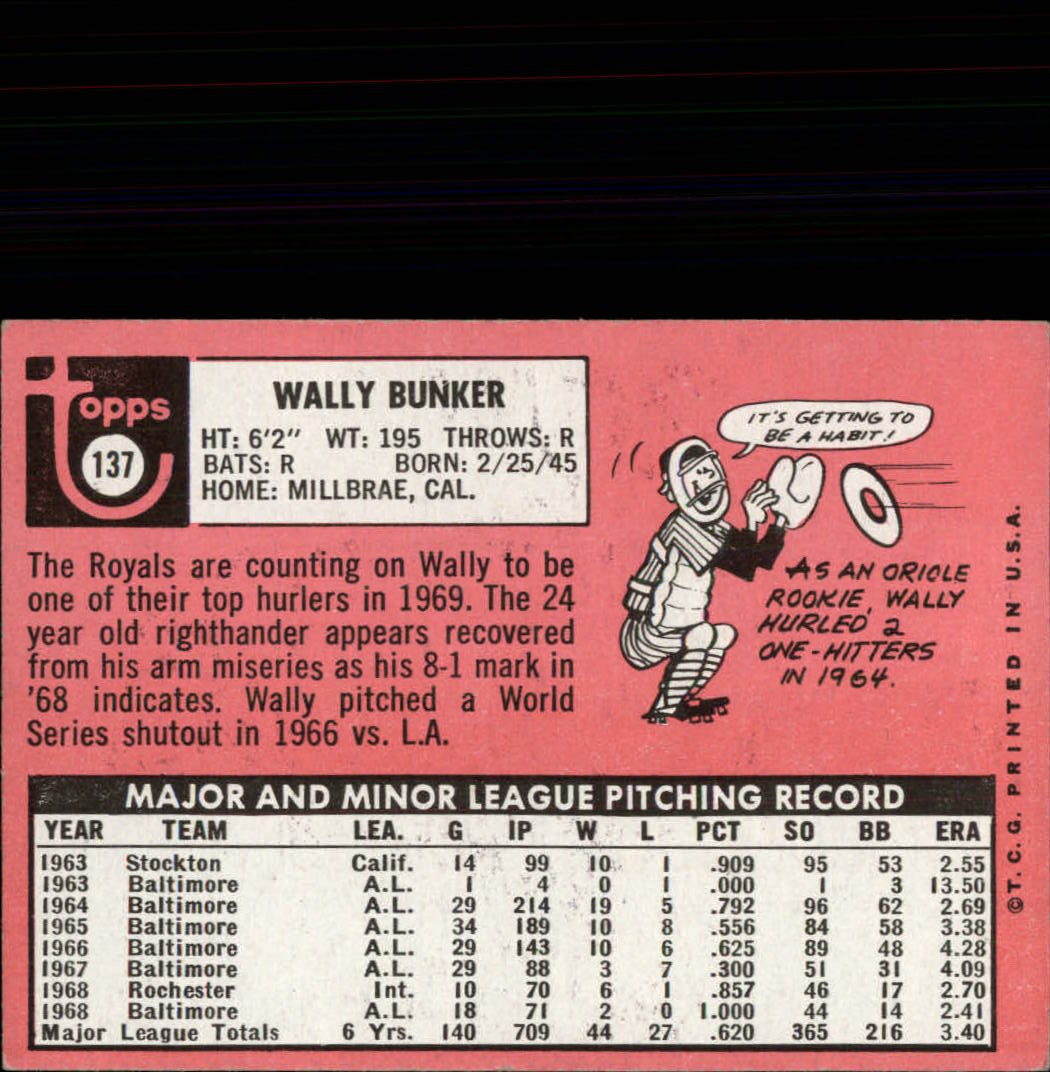 Topps
137
WALLY BUNKER
HT: 6'2" WT: 195 THROWS: R
BATS: R BORN: 2/25/45
HOME: MILLBRAE, CAL.
IT'S GETTING TO
BE A HABIT!
AS AN ORIOLE
ROOKIE, WALLY
HURLED 2
ONE-HITTERS
IN 1964.
The Royals are counting on Wally to be
one of their top hurlers in 1969. The 24
year old righthander appears recovered
from his arm miseries as his 8-1 mark in
'68 indicates. Wally pitched a World
Series shutout in 1966 vs. L.A.
MAJOR AND MINOR LEAGUE PITCHING RECORD
YEAR TEAM LEA. G IP W L PCT SO BB ERA
1963 Stockton Calif. 14 99 10 1 .909 95 53 2.55
1963 Baltimore A.L. 1 4 0 1 .000 1 3 13.50
1964 Baltimore A.L. 29 214 19 5 .792 96 62 2.69
1965 Baltimore A.L. 34 189 10 8 .556 84 58 3.38
1966 Baltimore A.L. 29 143 10 6 .625 89 48 4.28
1967 Baltimore A.L. 29 88 3 7 .300 51 31 4.09
1968 Rochester Int. 10 70 6 1 .857 46 17 2.70
1968 Baltimore A.L. 18 71 2 0 1.000 44 14 2.41
Major League Totals 6 Yrs. 140 709 44 27 .620 365 216 3.40
©T. C. G. PRINTED IN U.S.A.